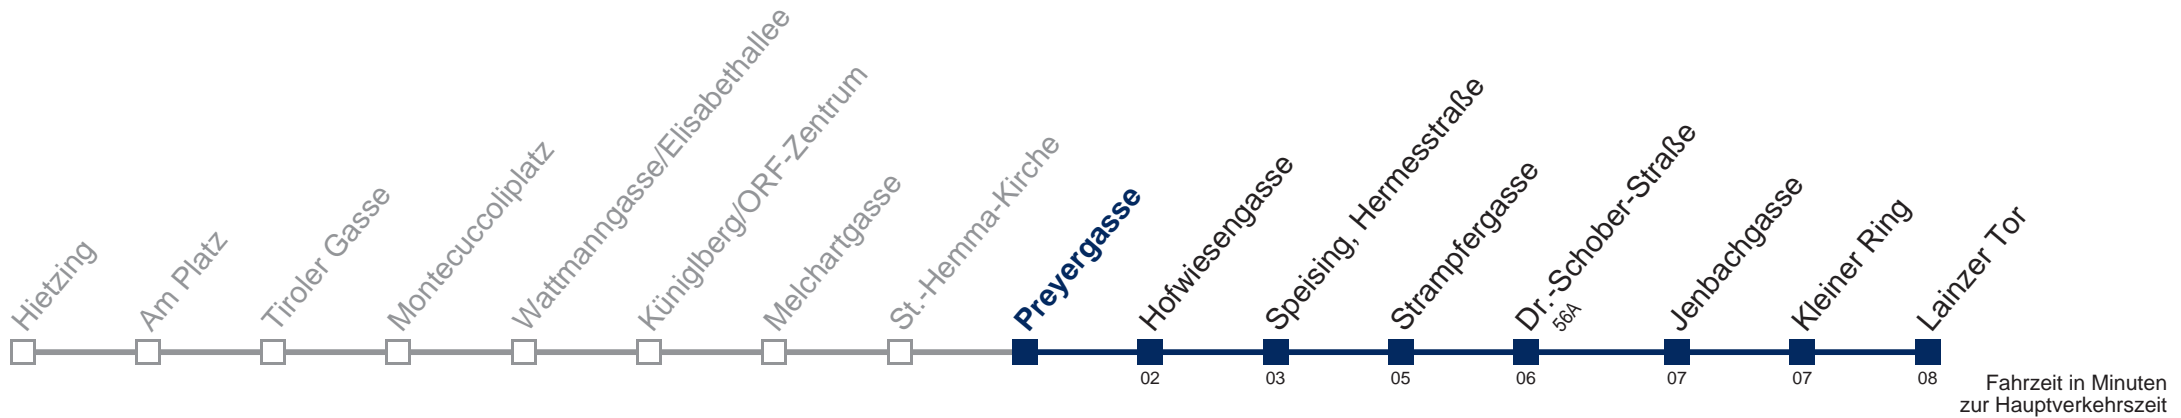 Hietzing
Am Platz
Tiroler Gasse
Montecuccoliplatz
Wattmanngasse/Elisabethallee
Küniglberg/ORF-Zentrum
Melchartgasse
St.-Hemma-Kirche
Preyergasse
Hofwiesengasse
Speising, Hermesstraße
Strampfergasse
Dr.-Schober-Straße
56A
Jenbachgasse
Kleiner Ring
Lainzer Tor
02
03
05
06
07
07
08
Fahrzeit in Minuten
zur Hauptverkehrszeit